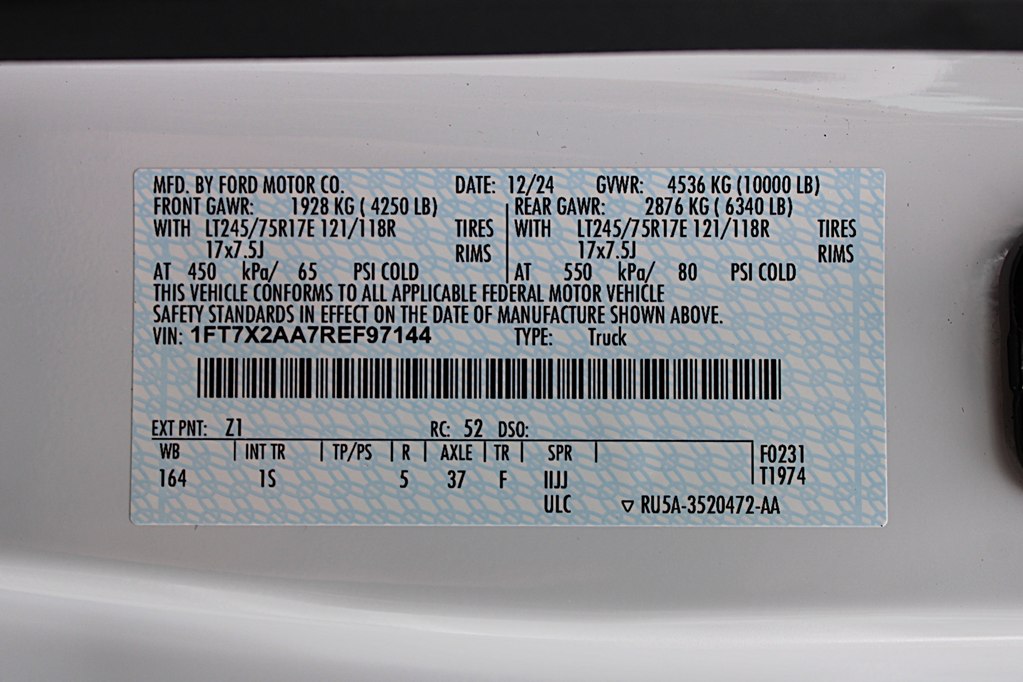 MFD. BY FORD MOTOR CO. DATE: 12/24 GVWR: 4536 KG (10000 LB)
FRONT GAWR: 1928 KG ( 4250 LB) REAR GAWR: 2876 KG ( 6340 LB)
WITH LT245/75R17E 121/118R TIRES WITH LT245/75R17E 121/118R TIRES
17x7.5J RIMS 17x7.5J RIMS
AT 450 kPa/ 65 PSI COLD AT 550 kPa/ 80 PSI COLD
THIS VEHICLE CONFORMS TO ALL APPLICABLE FEDERAL MOTOR VEHICLE
SAFETY STANDARDS IN EFFECT ON THE DATE OF MANUFACTURE SHOWN ABOVE.
VIN: 1FT7X2AA7REF97144 TYPE: Truck
EXT PNT: Z1 RC: 52 DSO:
WB INT TR TP/PS R AXLE TR SPR F0231
164 1S 5 37 F IIJJ T1974
ULC ▽ RU5A-3520472-AA